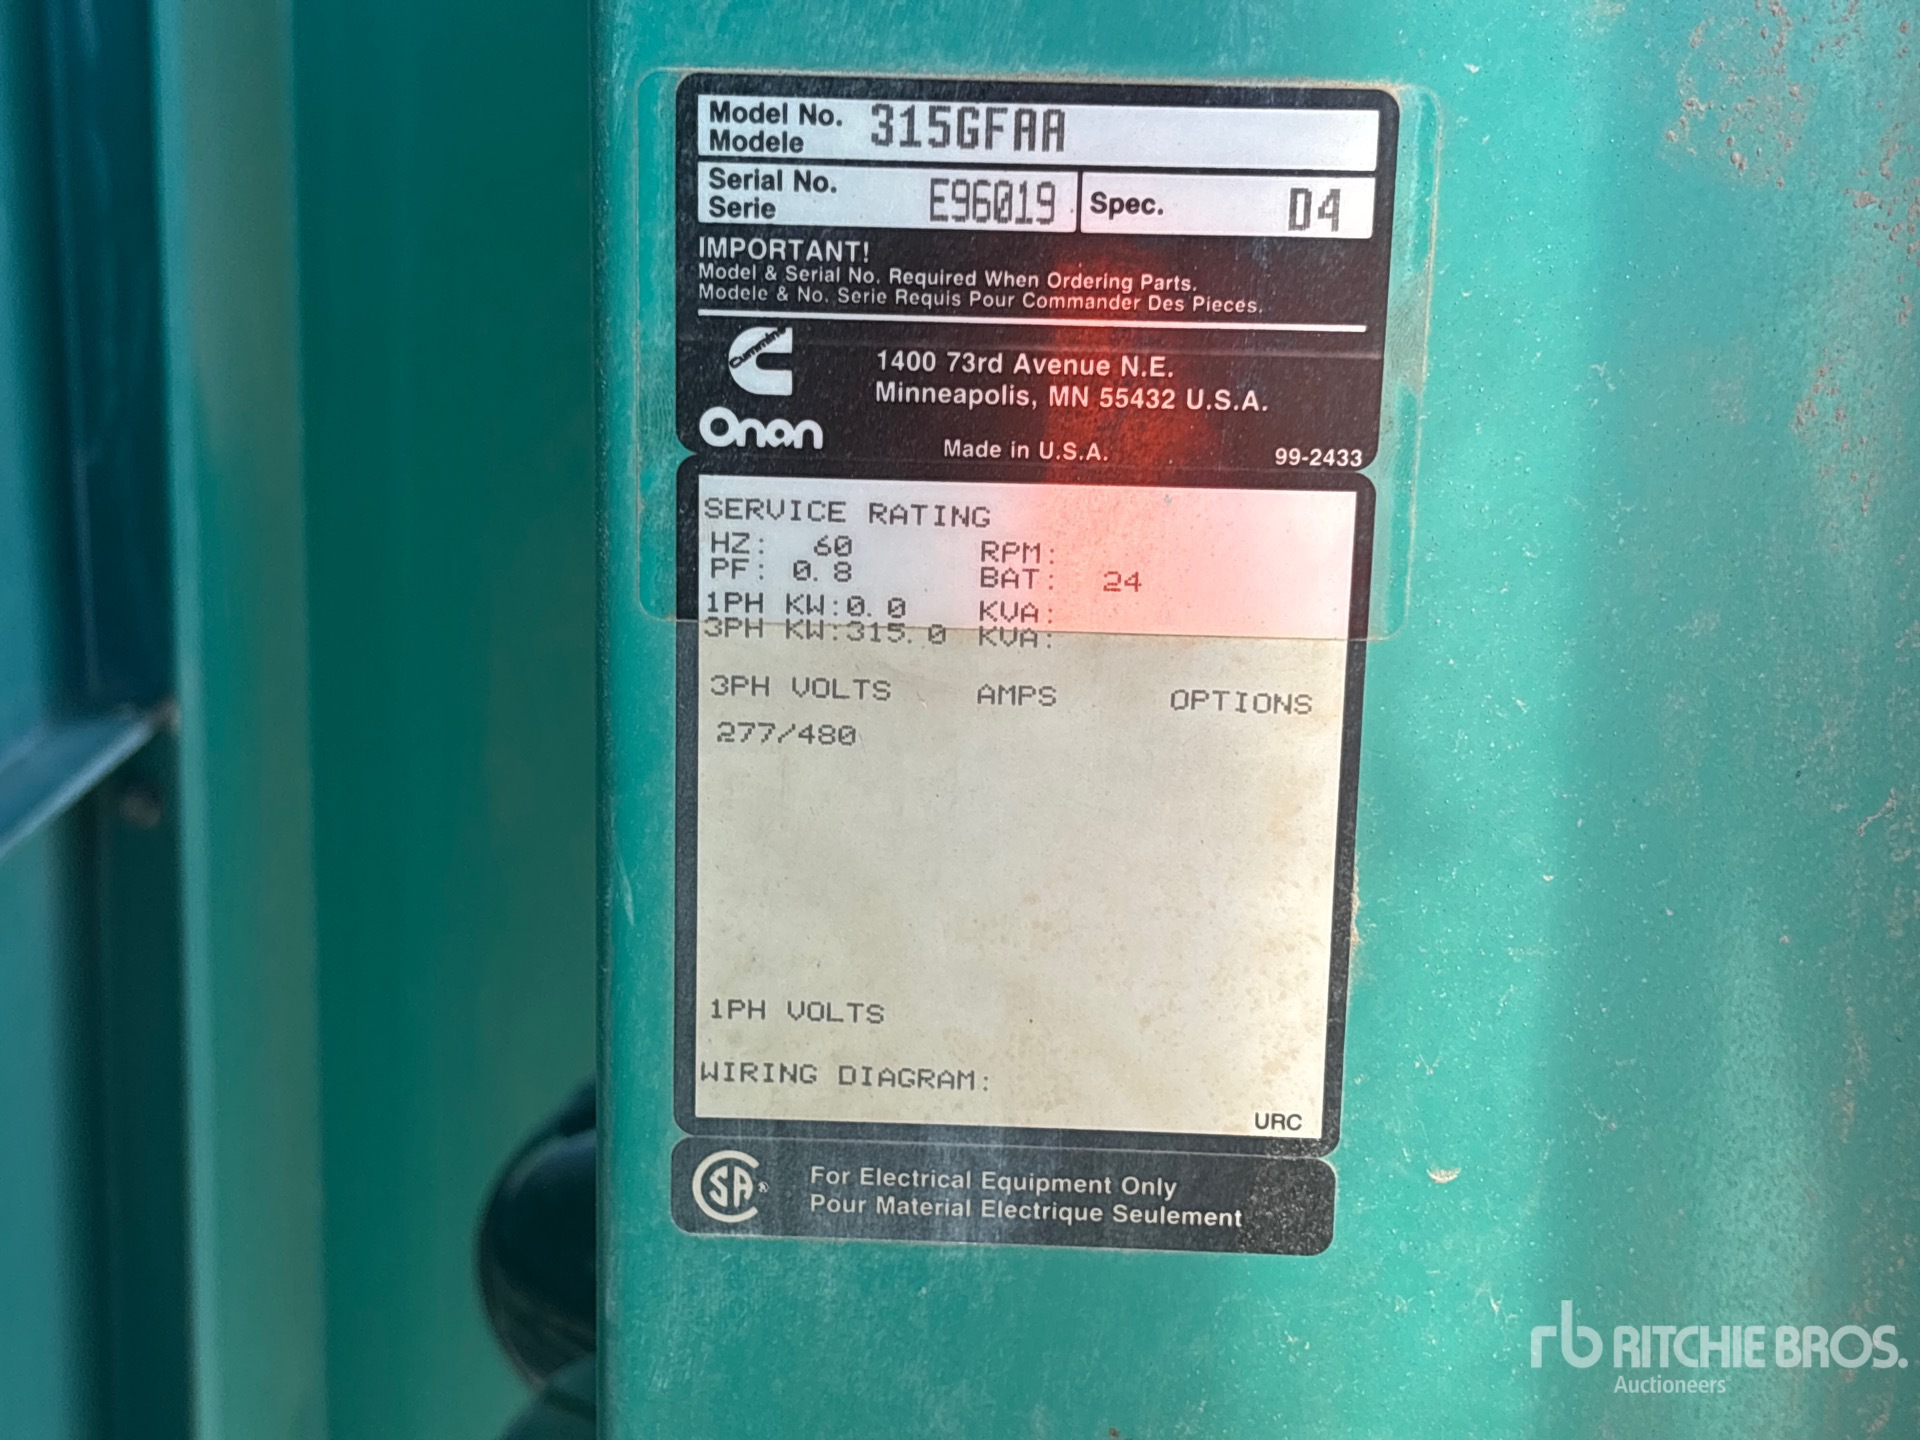 Model No. 315GFAA
Modele
Serial No. E96019 Spec. D4
Serie
IMPORTANT!
Model & Serial No. Required When Ordering Parts.
Modele & No. Serie Requis Pour Commander Des Pieces.
Cummins
Onan
1400 73rd Avenue N.E.
Minneapolis, MN 55432 U.S.A.
Made in U.S.A. 99-2433
SERVICE RATING
HZ: 60 RPM:
PF: 0.8 BAT: 24
1PH KW:0.0 KVA:
3PH KW:315.0 KVA:
3PH VOLTS AMPS OPTIONS
277/480
1PH VOLTS
WIRING DIAGRAM:
URC
SA®
For Electrical Equipment Only
Pour Material Electrique Seulement
rb RITCHIE BROS.
Auctioneers